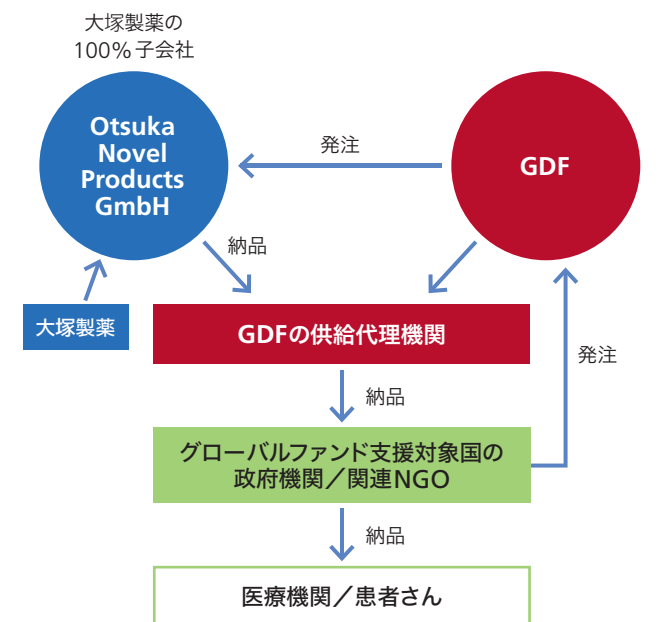 大塚製薬の
100％子会社
Otsuka
Novel
Products
GmbH
発注
GDF
納品
大塚製薬
GDFの供給代理機関
発注
納品
グローバルファンド支援対象国の
政府機関／関連NGO
納品
医療機関／患者さん